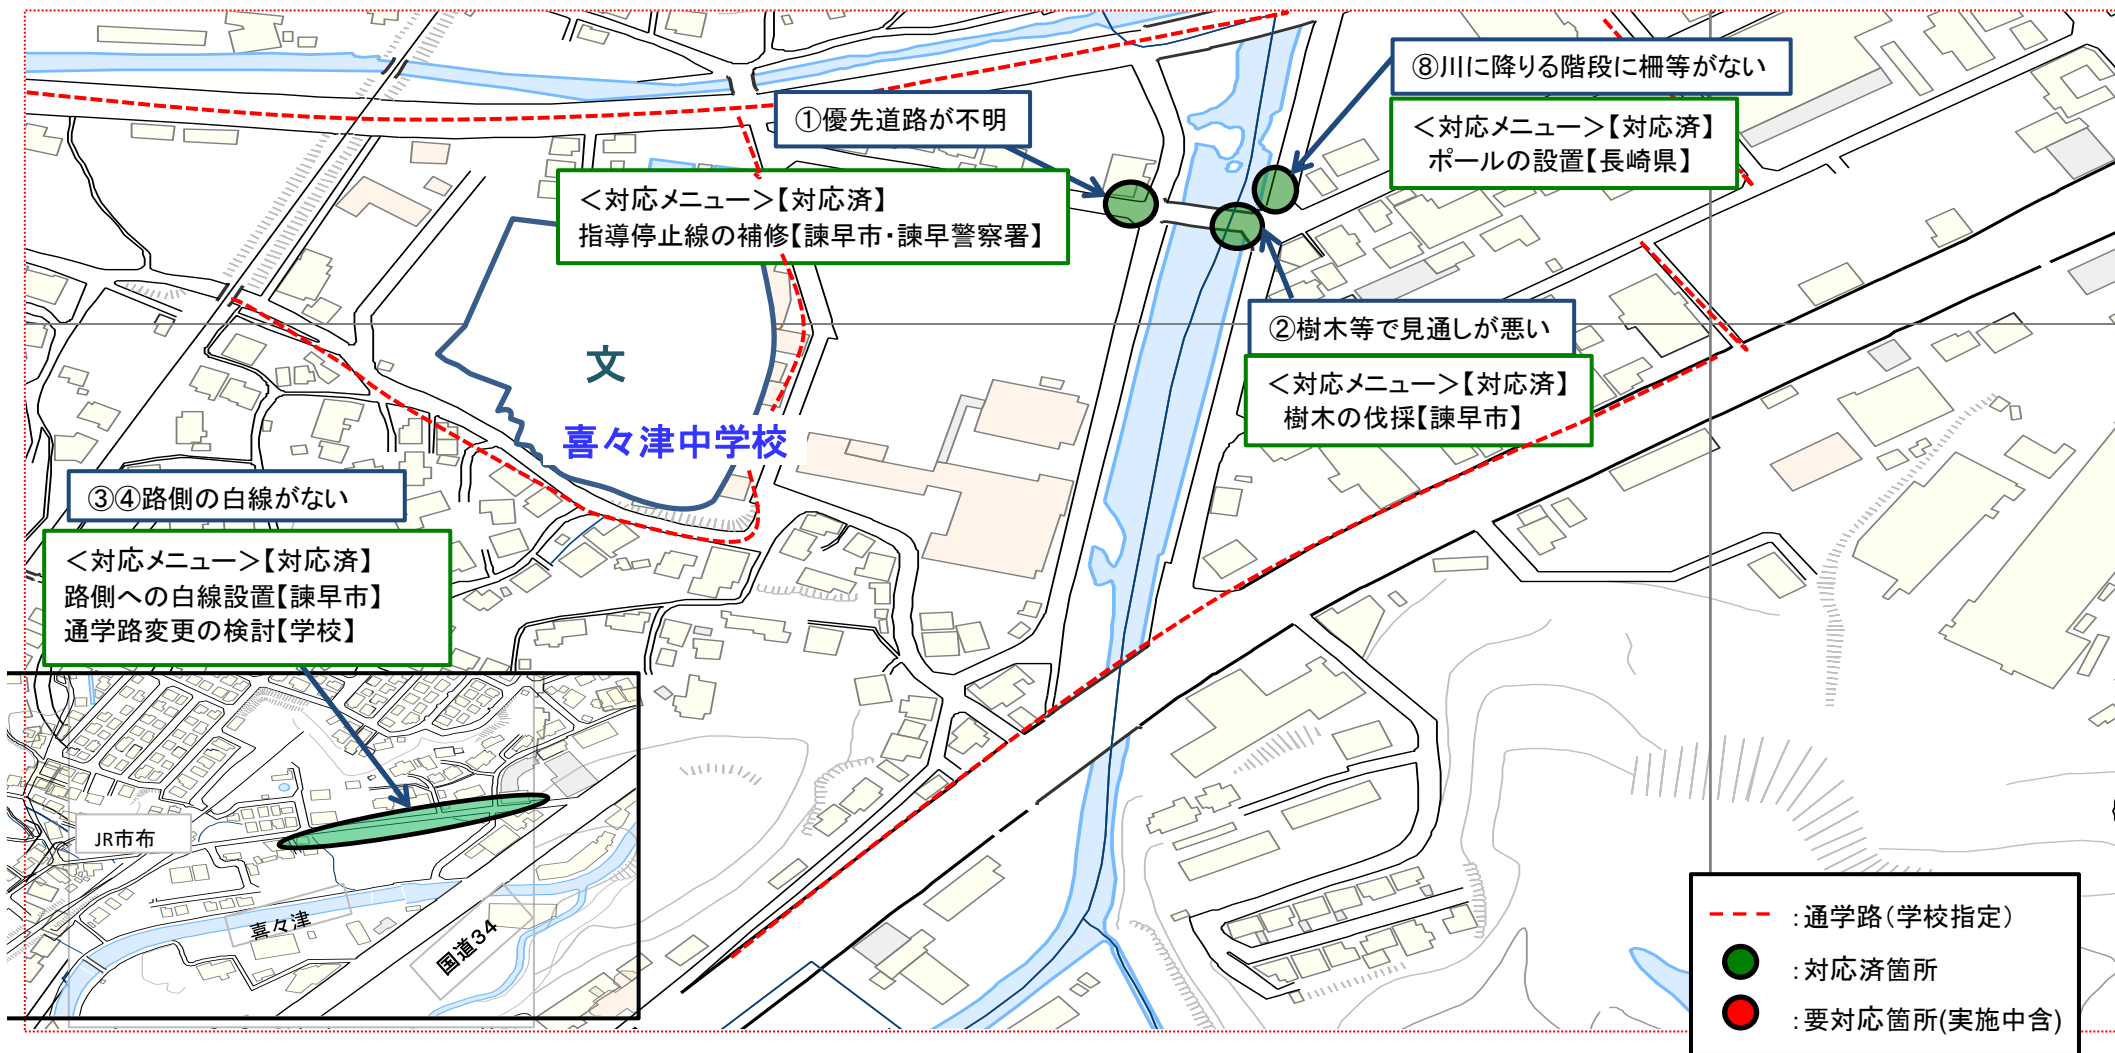 ⑧川に降りる階段に柵等がない
<対応メニュー>【対応済】
ポールの設置【長崎県】
①優先道路が不明
<対応メニュー>【対応済】
指導停止線の補修【諫早市・諫早警察署】
②樹木等で見通しが悪い
<対応メニュー>【対応済】
樹木の伐採【諫早市】
文
喜々津中学校
③④路側の白線がない
<対応メニュー>【対応済】
路側への白線設置【諫早市】
通学路変更の検討【学校】
JR市布
喜々津
国道34
:通学路(学校指定)
:対応済箇所
:要対応箇所(実施中含)